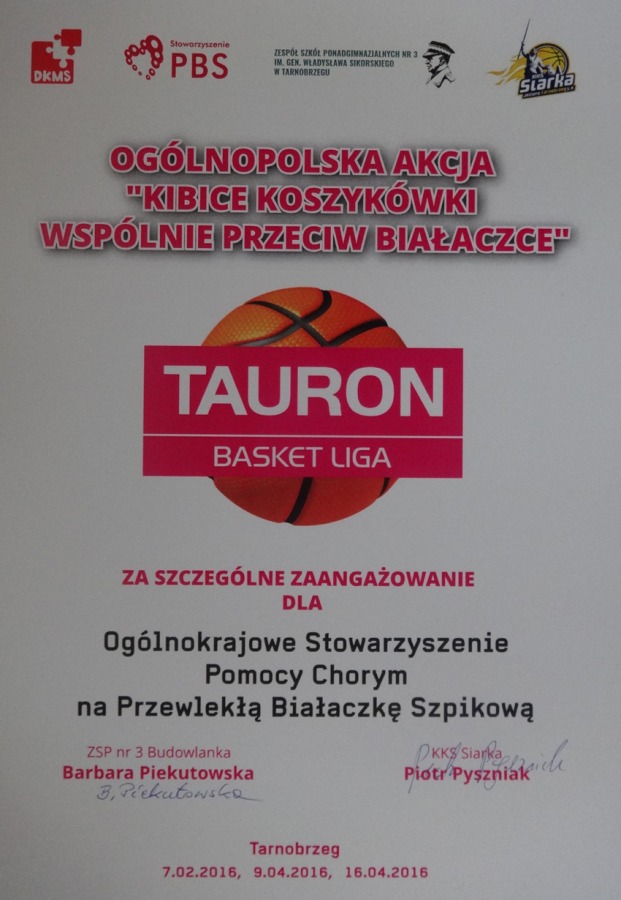 DKMS
Stowarzyszenie
PBS
ZESPÓŁ SZKÓŁ PONADGIMNAZJALNYCH NR 3
IM. GEN. WŁADYSŁAWA SIKORSKIEGO
W TARNOBRZEGU
KKS
Siarka
OGÓLNOPOLSKA AKCJA
"KIBICE KOSZYKÓWKI
WSPÓLNIE PRZECIW BIAŁACZCE"
TAURON
BASKET LIGA
ZA SZCZEGÓLNE ZAANGAŻOWANIE
DLA
Ogólnokrajowe Stowarzyszenie
Pomocy Chorym
na Przewlekłą Białaczkę Szpikową
ZSP nr 3 Budowlanka
Barbara Piekutowska
B. Piekutowska
KKS Siarka
Piotr Pyszniak
Piotr Pyszniak
Tarnobrzeg
7.02.2016, 9.04.2016, 16.04.2016